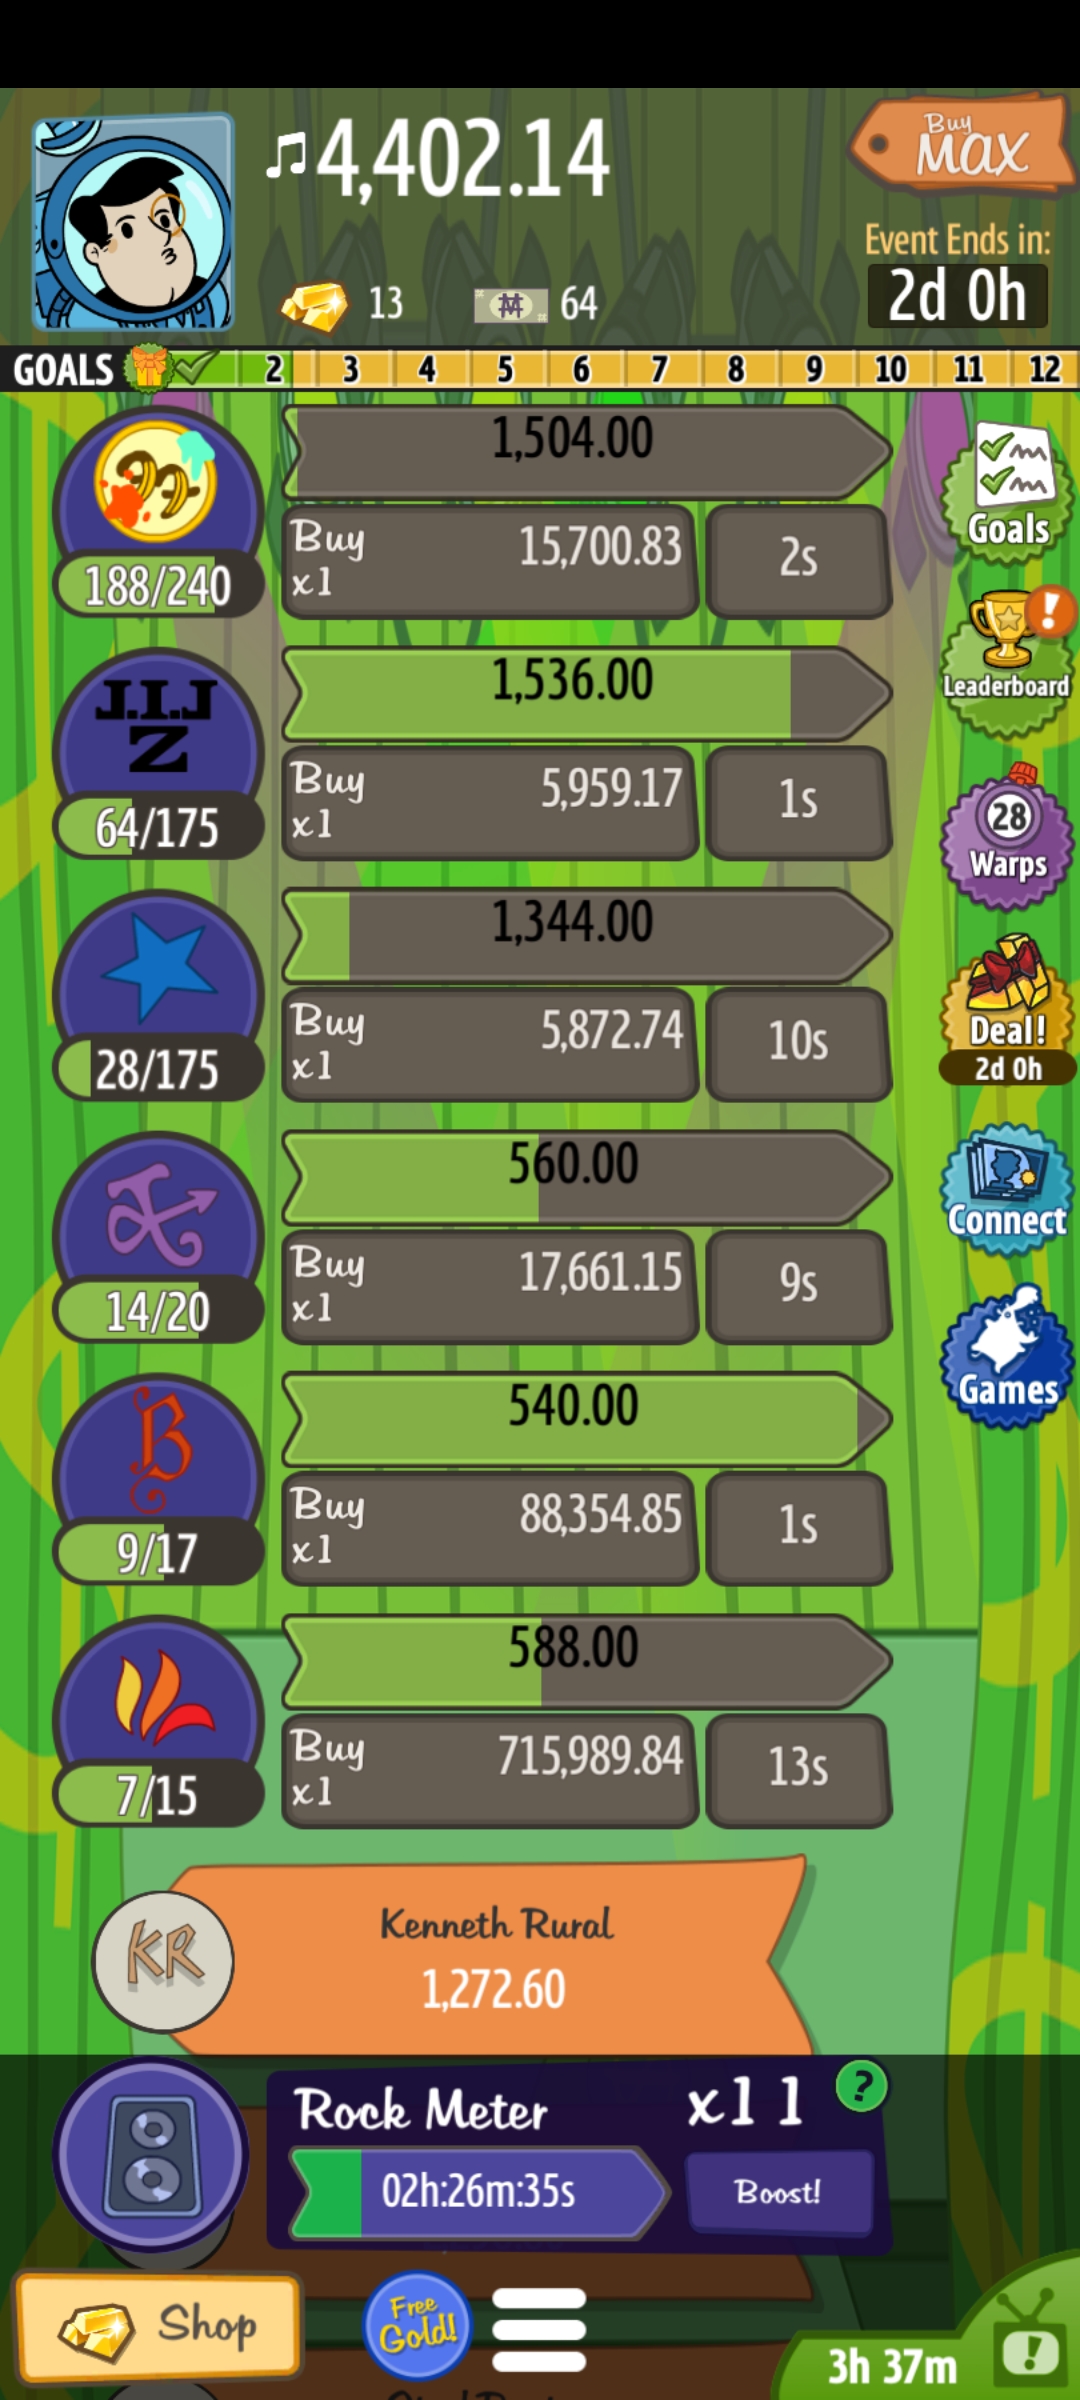 ♫4,402.14
Buy
MAX
13
64
Event Ends in:
2d 0h
GOALS 2 3 4 5 6 7 8 9 10 11 12
1,504.00
Buy
x1
15,700.83
2s
188/240
Goals
J.I.J
Z
1,536.00
Buy
x1
5,959.17
1s
64/175
!
Leaderboard
28
Warps
1,344.00
Buy
x1
5,872.74
10s
28/175
Deal!
2d 0h
560.00
Buy
x1
17,661.15
9s
14/20
Connect
B
540.00
Buy
x1
88,354.85
1s
9/17
Games
588.00
Buy
x1
715,989.84
13s
7/15
KR
Kenneth Rural
1,272.60
Rock Meter
x11
?
02h:26m:35s
Boost!
Shop
Free
Gold!
3h 37m
!